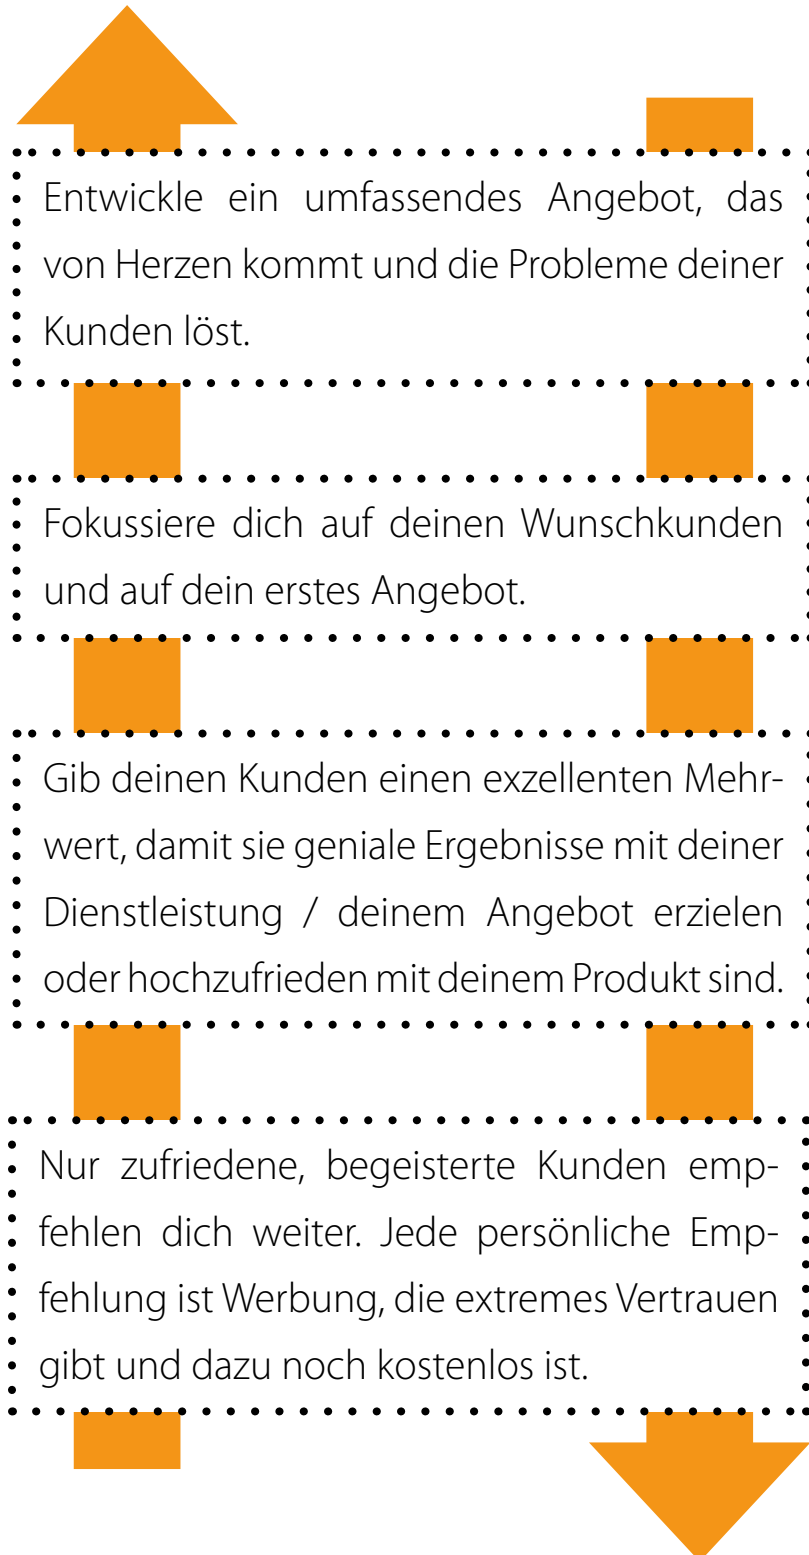 Entwickle ein umfassendes Angebot, das
von Herzen kommt und die Probleme deiner
Kunden löst.
Fokussiere dich auf deinen Wunschkunden
und auf dein erstes Angebot.
Gib deinen Kunden einen exzellenten Mehr-
wert, damit sie geniale Ergebnisse mit deiner
Dienstleistung / deinem Angebot erzielen
oder hochzufrieden mit deinem Produkt sind.
Nur zufriedene, begeisterte Kunden emp-
fehlen dich weiter. Jede persönliche Emp-
fehlung ist Werbung, die extremes Vertrauen
gibt und dazu noch kostenlos ist.